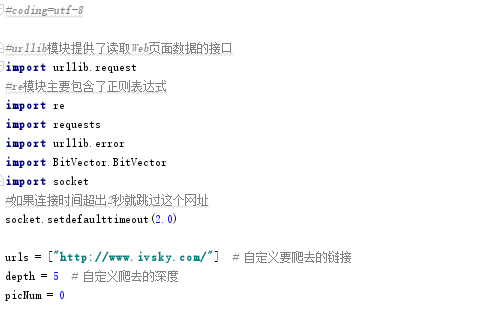 #coding=utf-8
#urllib模块提供了读取Web页面数据的接口
import urllib.request
#re模块主要包含了正则表达式
import re
import requests
import urllib.error
import BitVector.BitVector
import socket
#如果连接时间超出2秒就跳过这个网址
socket.setdefaulttimeout(2.0)
urls = ["http://www.ivsky.com/"]  # 自定义要爬去的链接
depth = 5  # 自定义爬去的深度
picNum = 0